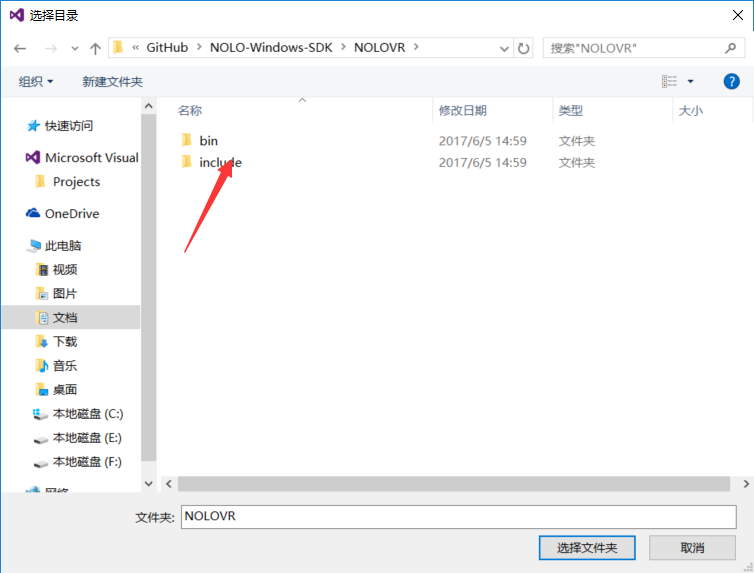 选择目录
« GitHub > NOLO-Windows-SDK > NOLOVR >
搜索"NOLOVR"
组织 新建文件夹
名称 修改日期 类型 大小
bin 2017/6/5 14:59 文件夹
include 2017/6/5 14:59 文件夹
快速访问
Microsoft Visual
Projects
OneDrive
此电脑
视频
图片
文档
下载
音乐
桌面
本地磁盘 (C:)
本地磁盘 (E:)
本地磁盘 (F:)
网络
文件夹: NOLOVR
选择文件夹 取消